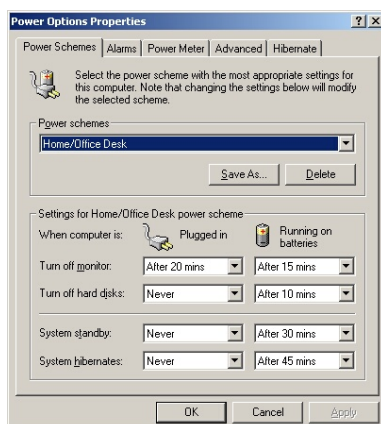 Power Options Properties
Power Schemes Alarms Power Meter Advanced Hibernate
Select the power scheme with the most appropriate settings for
this computer. Note that changing the settings below will modify
the selected scheme.
Power schemes
Home/Office Desk
Save As... Delete
Settings for Home/Office Desk power scheme
When computer is: Plugged in Running on
batteries
Turn off monitor: After 20 mins After 15 mins
Turn off hard disks: Never After 10 mins
System standby: Never After 30 mins
System hibernates: Never After 45 mins
OK Cancel Apply